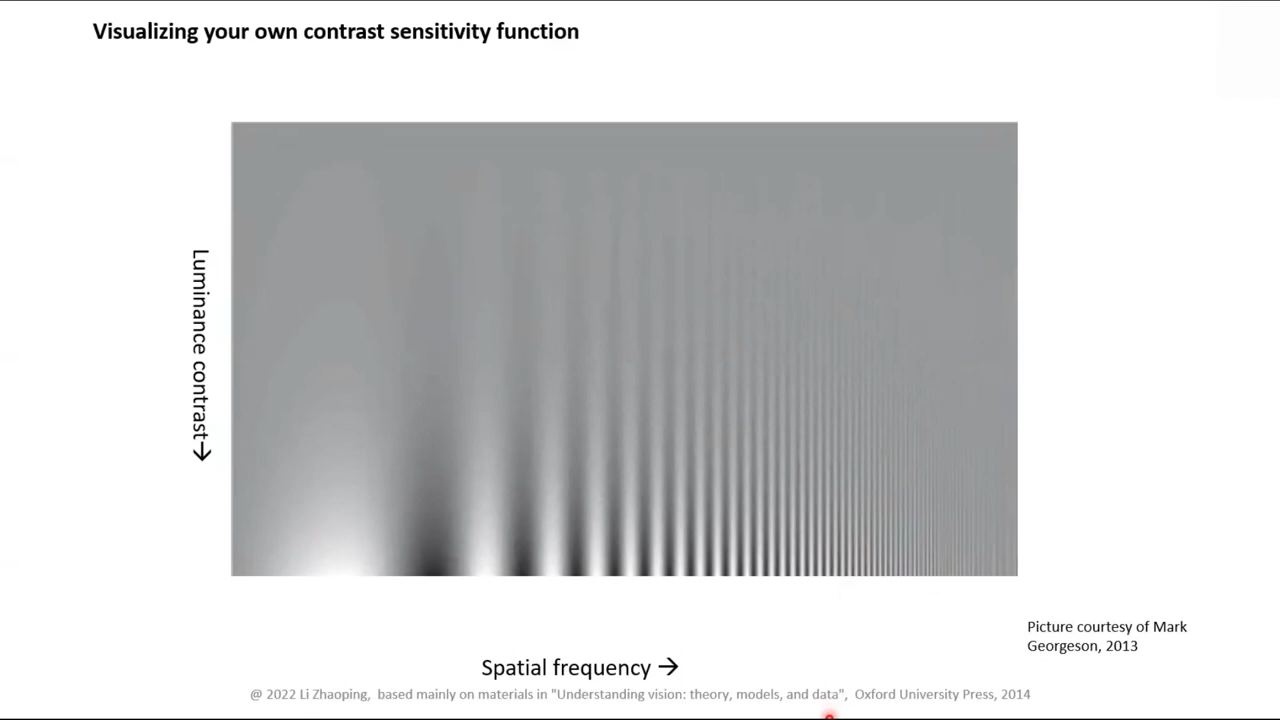 Visualizing your own contrast sensitivity function
Luminance contrast→
Picture courtesy of Mark
Georgeson, 2013
Spatial frequency →
@ 2022 Li Zhaoping, based mainly on materials in "Understanding vision: theory, models, and data", Oxford University Press, 2014